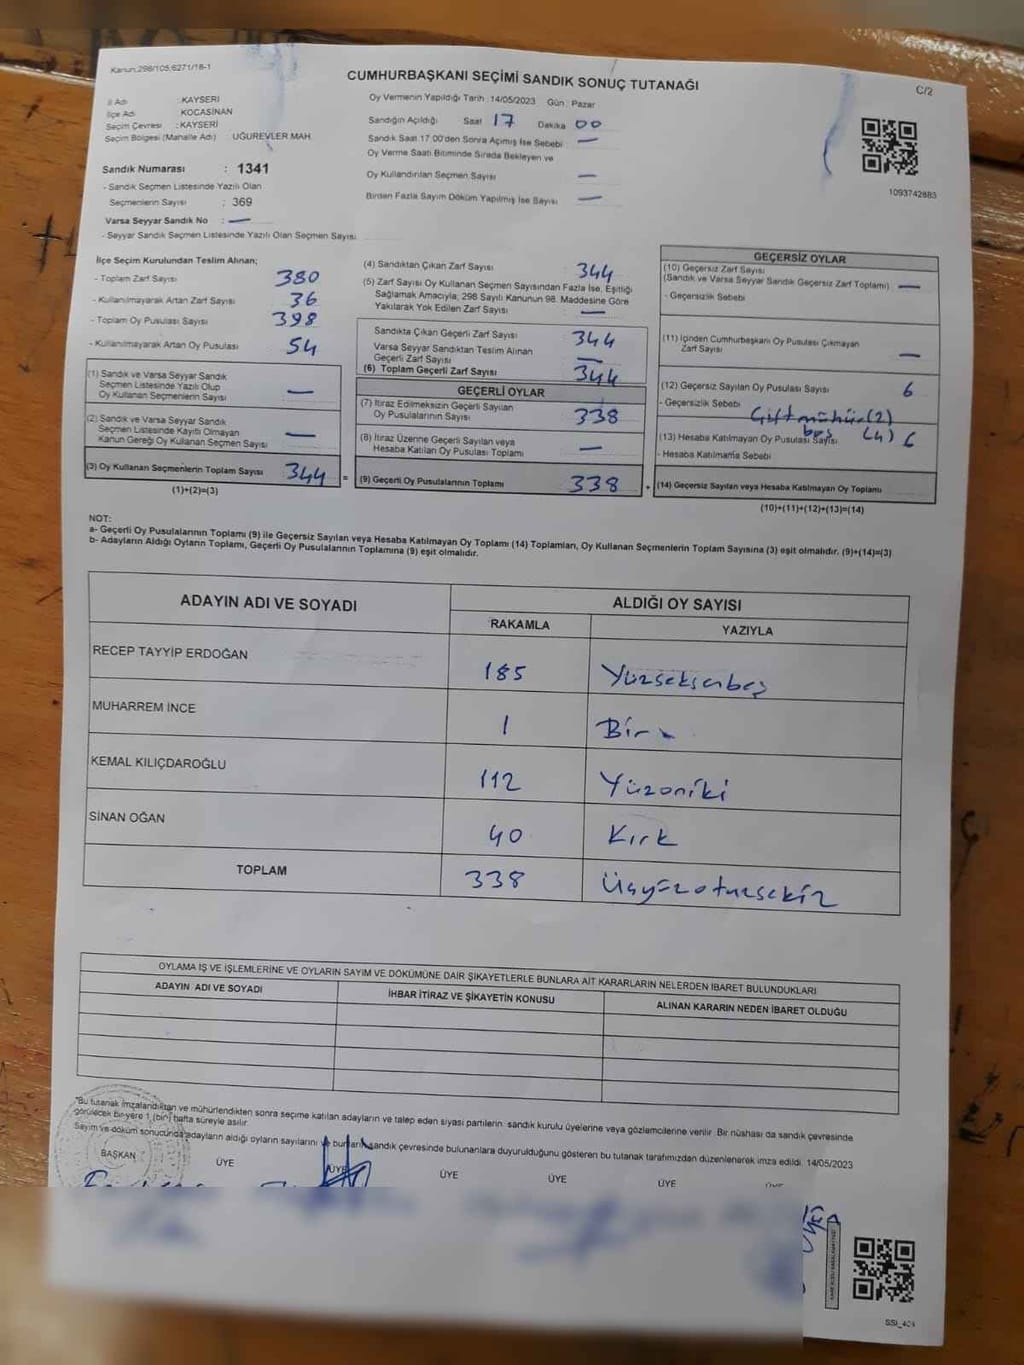 Kanun:298/105;6271/18-1
CUMHURBAŞKANI SEÇİMİ SANDIK SONUÇ TUTANAĞI
C/2
İl Adı : KAYSERİ
İlçe Adı : KOCASİNAN
Seçim Çevresi : KAYSERİ
Seçim Bölgesi (Mahalle Adı) UĞUREVLER MAH.
Sandık Numarası : 1341
- Sandık Seçmen Listesinde Yazılı Olan
Seçmenlerin Sayısı : 369
Varsa Seyyar Sandık No : —
- Seyyar Sandık Seçmen Listesinde Yazılı Olan Seçmen Sayısı
Oy Vermenin Yapıldığı Tarih :14/05/2023 Gün : Pazar
Sandığın Açıldığı Saat 17 Dakika 00
Sandık Saat 17.00'den Sonra Açılmış İse Sebebi —
Oy Verme Saati Bitiminde Sırada Bekleyen ve
Oy Kullandırılan Seçmen Sayısı —
Birden Fazla Sayım Döküm Yapılmış İse Sayısı —
1093742883
İlçe Seçim Kurulundan Teslim Alınan;
- Toplam Zarf Sayısı 380
- Kullanılmayarak Artan Zarf Sayısı 36
- Toplam Oy Pusulası Sayısı 398
- Kullanılmayarak Artan Oy Pusulası 54
(1) Sandık ve Varsa Seyyar Sandık
Seçmen Listesinde Yazılı Olup
Oy Kullanan Seçmenlerin Sayısı —
(2) Sandık ve Varsa Seyyar Sandık
Seçmen Listesinde Kayıtlı Olmayan
Kanun Gereği Oy Kullanan Seçmen Sayısı —
(3) Oy Kullanan Seçmenlerin Toplam Sayısı 344 =
(1)+(2)=(3)
(4) Sandıktan Çıkan Zarf Sayısı 344
(5) Zarf Sayısı Oy Kullanan Seçmen Sayısından Fazla İse, Eşitliği
Sağlamak Amacıyla; 298 Sayılı Kanunun 98. Maddesine Göre
Yakılarak Yok Edilen Zarf Sayısı —
Sandıkta Çıkan Geçerli Zarf Sayısı 344
Varsa Seyyar Sandıktan Teslim Alınan
Geçerli Zarf Sayısı —
(6) Toplam Geçerli Zarf Sayısı 344
GEÇERLİ OYLAR
(7) İtiraz Edilmeksizin Geçerli Sayılan
Oy Pusulalarının Sayısı 338
(8) İtiraz Üzerine Geçerli Sayılan veya
Hesaba Katılan Oy Pusulası Toplamı —
(9) Geçerli Oy Pusulalarının Toplamı 338 +
GEÇERSİZ OYLAR
(10) Geçersiz Zarf Sayısı
(Sandık ve Varsa Seyyar Sandık Geçersiz Zarf Toplamı) —
- Geçersizlik Sebebi
(11) İçinden Cumhurbaşkanı Oy Pusulası Çıkmayan
Zarf Sayısı —
(12) Geçersiz Sayılan Oy Pusulası Sayısı 6
- Geçersizlik Sebebi Çift mühür (2)
boş (4)
(13) Hesaba Katılmayan Oy Pusulası Sayısı 6
- Hesaba Katılmama Sebebi
(14) Geçersiz Sayılan veya Hesaba Katılmayan Oy Toplamı
(10)+(11)+(12)+(13)=(14)
NOT:
a- Geçerli Oy Pusulalarının Toplamı (9) ile Geçersiz Sayılan veya Hesaba Katılmayan Oy Toplamı (14) Toplamları, Oy Kullanan Seçmenlerin Toplam Sayısına (3) eşit olmalıdır. (9)+(14)=(3)
b- Adayların Aldığı Oyların Toplamı, Geçerli Oy Pusulalarının Toplamına (9) eşit olmalıdır.
ADAYIN ADI VE SOYADI
ALDIĞI OY SAYISI
RAKAMLA YAZIYLA
RECEP TAYYİP ERDOĞAN 185 Yüzseksenbeş
MUHARREM İNCE 1 Bir
KEMAL KILIÇDAROĞLU 112 Yüzoniki
SİNAN OĞAN 40 Kırk
TOPLAM 338 Üçyüzotuzsekiz
OYLAMA İŞ VE İŞLEMLERİNE VE OYLARIN SAYIM VE DÖKÜMÜNE DAİR ŞİKAYETLERLE BUNLARA AİT KARARLARIN NELERDEN İBARET BULUNDUKLARI
ADAYIN ADI VE SOYADI
İHBAR İTİRAZ VE ŞİKAYETİN KONUSU
ALINAN KARARIN NEDEN İBARET OLDUĞU
"Bu tutanak imzalandıktan ve mühürlendikten sonra seçime katılan adayların ve talep eden siyasi partilerin sandık kurulu üyelerine veya gözlemcilerine verilir. Bir nüshası da sandık çevresinde
görülecek bir yere 1 (bir) hafta süreyle asılır.
Sayım ve döküm sonucunda adayların aldığı oyların sayılarını ve bunların sandık çevresinde bulunanlara duyurulduğunu gösteren bu tutanak tarafımızdan düzenlenerek imza edildi. 14/05/2023
BAŞKAN ÜYE ÜYE ÜYE ÜYE ÜYE ÜYE